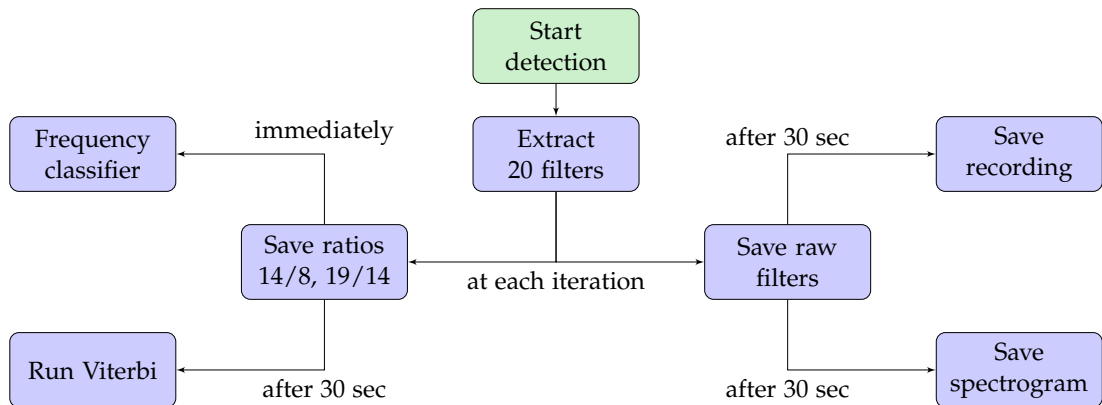 Start
detection
Frequency
classifier
immediately
Extract
20 filters
after 30 sec
Save
recording
Save ratios
14/8, 19/14
at each iteration
Save raw
filters
Run Viterbi
after 30 sec
after 30 sec
Save
spectrogram